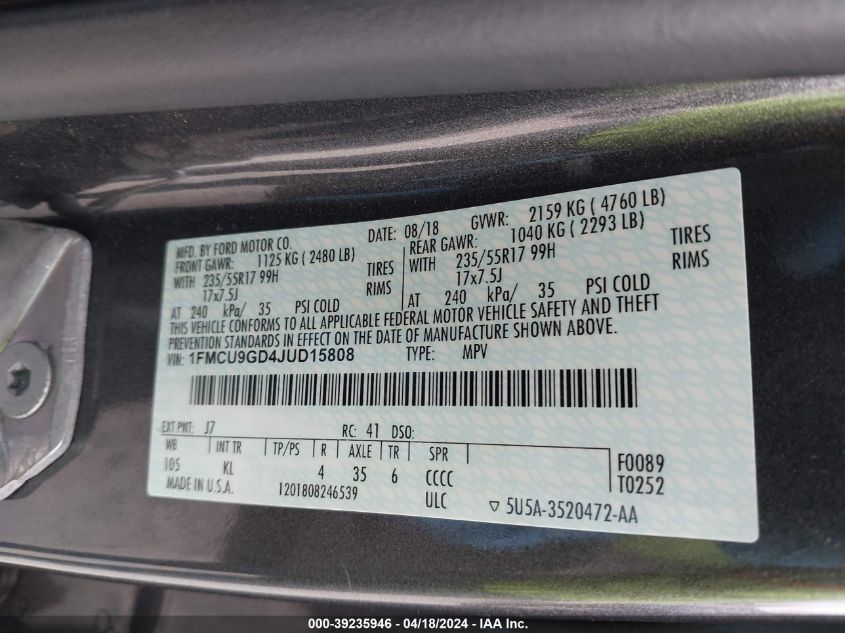 MFD. BY FORD MOTOR CO. DATE: 08/18 GVWR: 2159 KG ( 4760 LB)
FRONT GAWR: 1125 KG ( 2480 LB) REAR GAWR: 1040 KG ( 2293 LB)
WITH 235/55R17 99H TIRES WITH 235/55R17 99H TIRES
17x7.5J RIMS 17x7.5J RIMS
AT 240 kPa/ 35 PSI COLD AT 240 kPa/ 35 PSI COLD
THIS VEHICLE CONFORMS TO ALL APPLICABLE FEDERAL MOTOR VEHICLE SAFETY AND THEFT
PREVENTION STANDARDS IN EFFECT ON THE DATE OF MANUFACTURE SHOWN ABOVE.
VIN: 1FMCU9GD4JUD15808 TYPE: MPV
EXT PNT: J7 RC: 41 DSO:
WB INT TR TP/PS R AXLE TR SPR
105 KL 4 35 6 CCCC F0089
MADE IN U.S.A. 1201808246539 ULC T0252
▽ 5U5A-3520472-AA
000-39235946 - 04/18/2024 - IAA Inc.